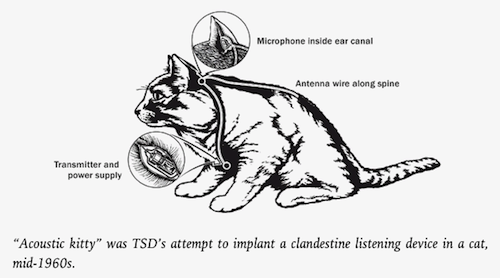 Microphone inside ear canal
Antenna wire along spine
Transmitter and
power supply
“Acoustic kitty” was TSD’s attempt to implant a clandestine listening device in a cat,
mid-1960s.